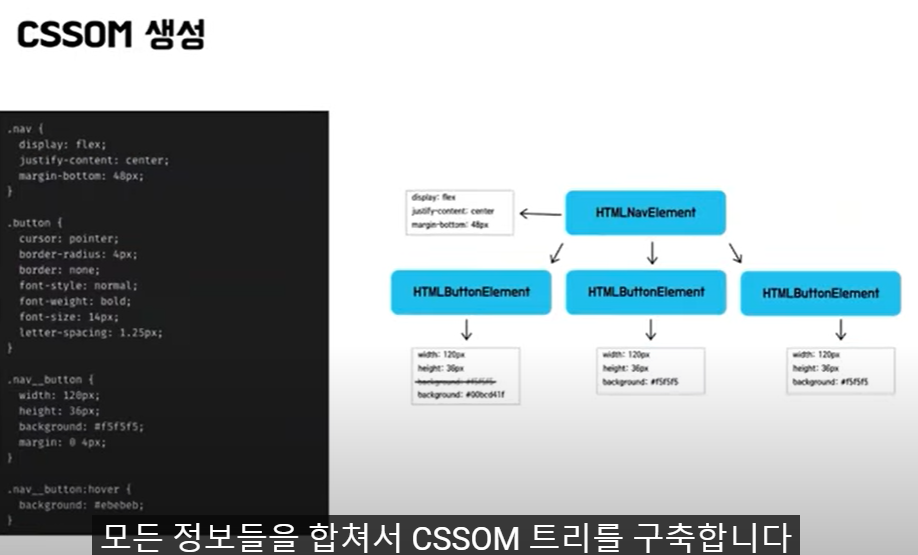 CSSOM 생성
.nav {
display: flex;
justify-content: center;
margin-bottom: 48px;
}
.button {
cursor: pointer;
border-radius: 4px;
border: none;
font-style: normal;
font-weight: bold;
font-size: 14px;
letter-spacing: 1.25px;
}
.nav__button {
width: 120px;
height: 36px;
background: #f5f5f5;
margin: 0 4px;
}
.nav__button:hover {
background: #ebebeb;
}
display: flex
justify-content: center
margin-bottom: 48px
HTMLNavElement
HTMLButtonElement
HTMLButtonElement
HTMLButtonElement
width: 120px
height: 36px
background: #f5f5f5
background: #00bcd41f
width: 120px
height: 36px
background: #f5f5f5
width: 120px
height: 36px
background: #f5f5f5
모든 정보들을 합쳐서 CSSOM 트리를 구축합니다